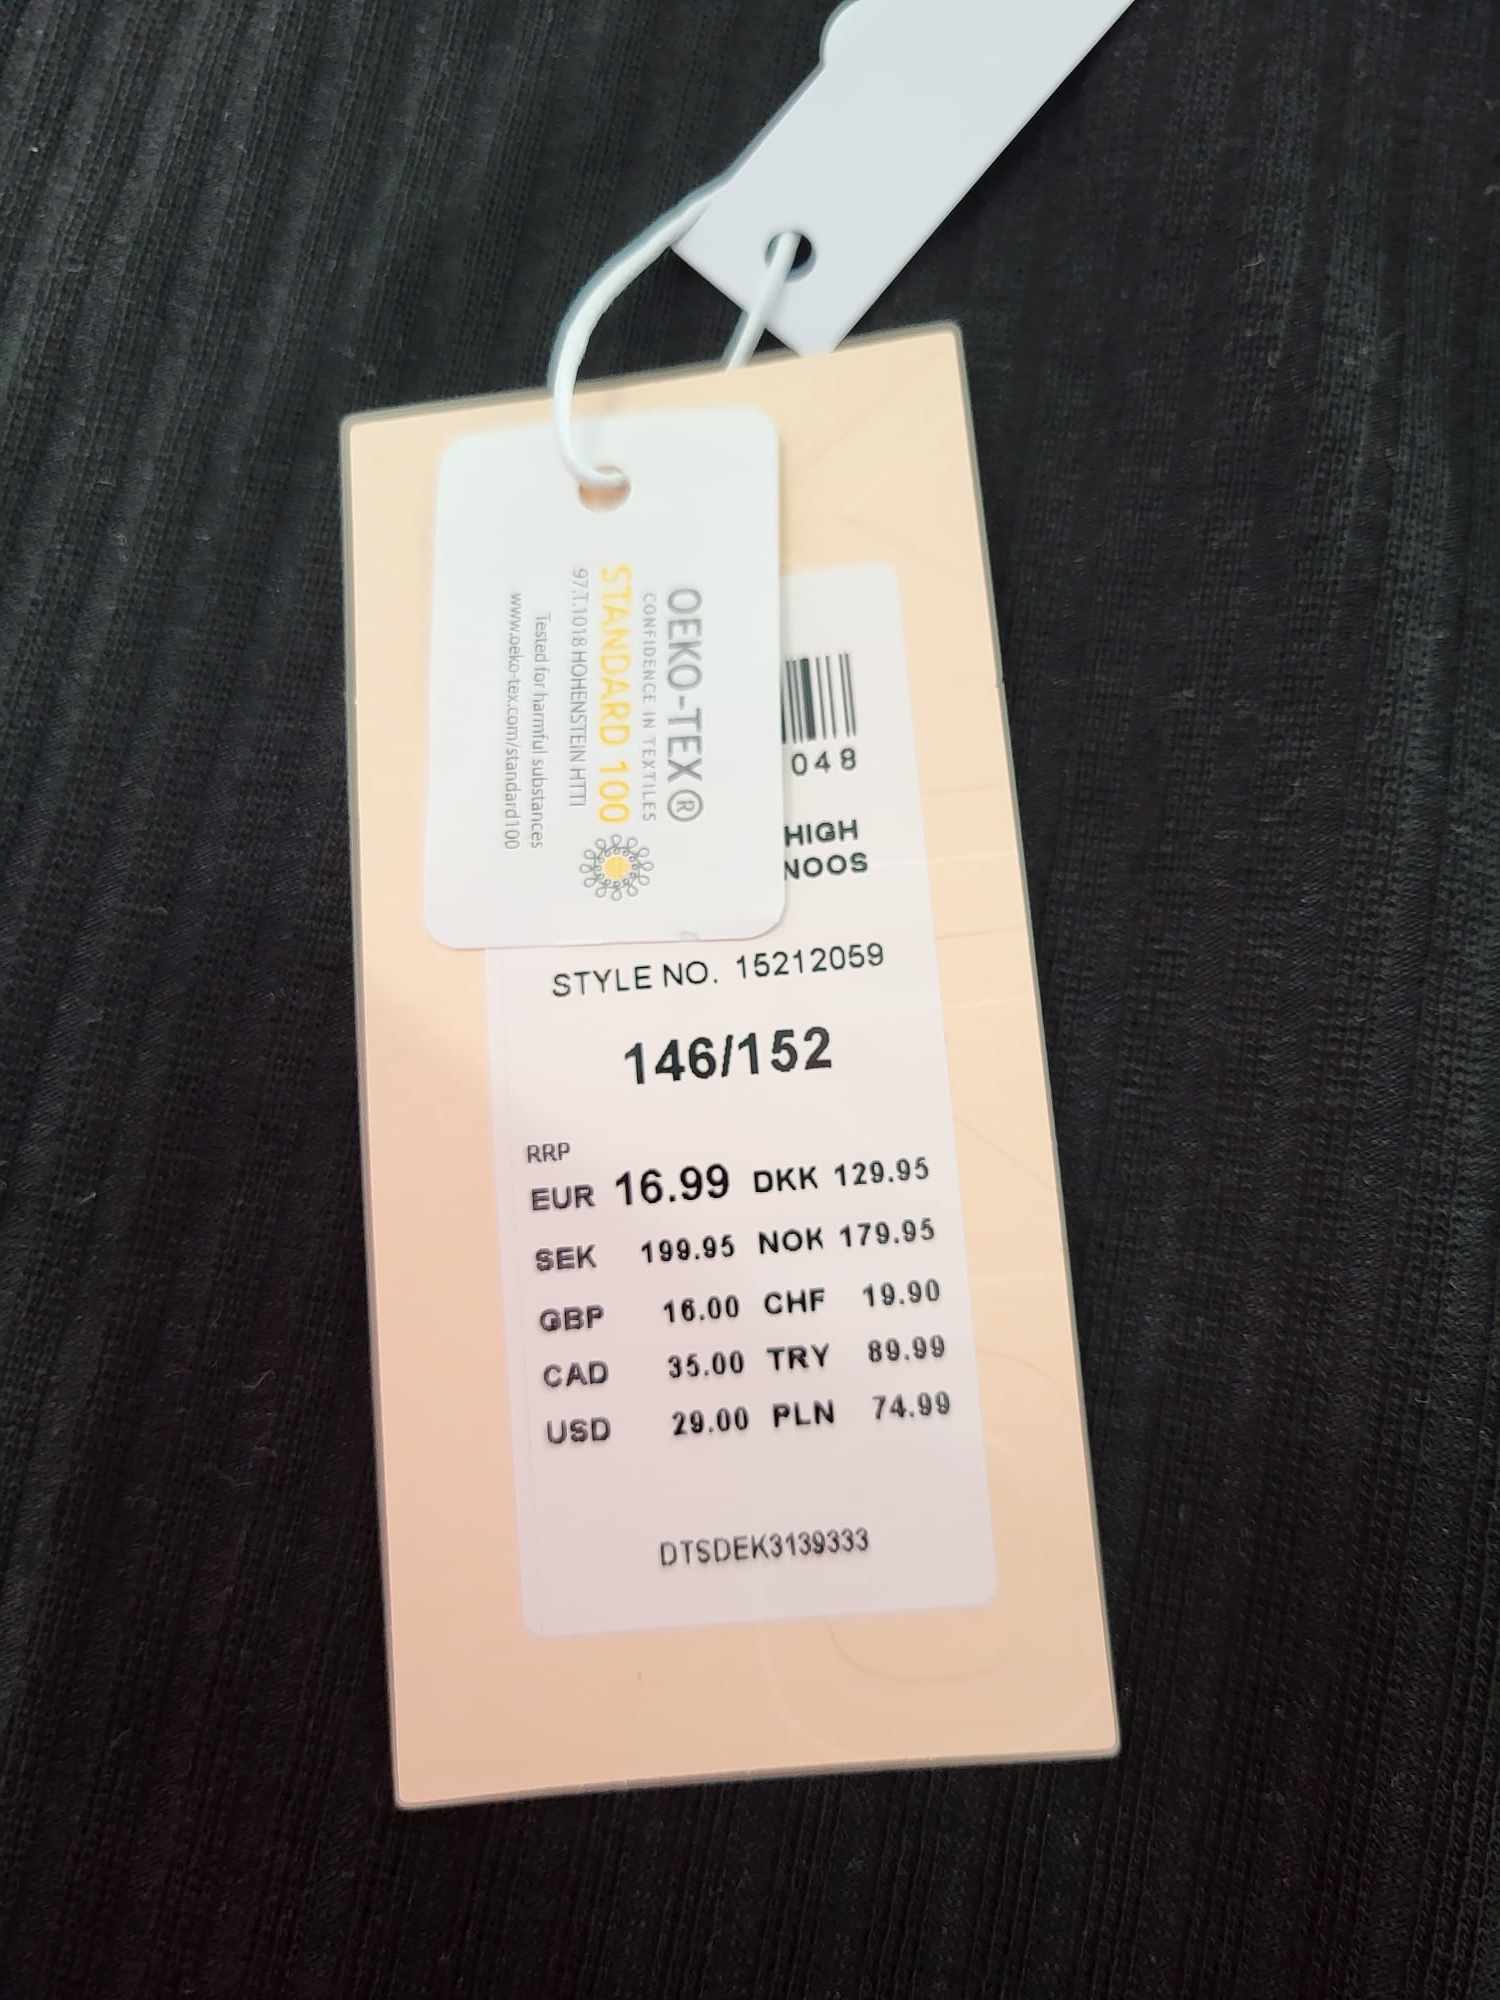 OEKO-TEX®
CONFIDENCE IN TEXTILES
STANDARD 100
97.T.1018 HOHENSTEIN HTTI
Tested for harmful substances
www.oeko-tex.com/standard100
048
HIGH
NOOS
STYLE NO. 15212059
146/152
RRP
EUR 16.99 DKK 129.95
SEK 199.95 NOK 179.95
GBP 16.00 CHF 19.90
CAD 35.00 TRY 89.99
USD 29.00 PLN 74.99
DTSDEK3139333